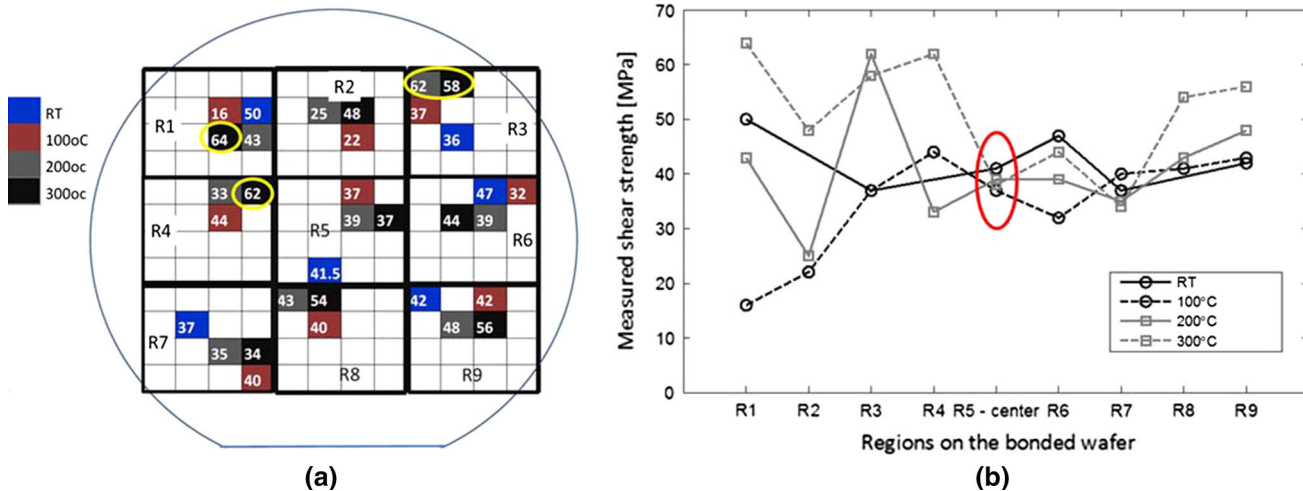 RT
100oC
200oc
300oc
R1
R2
R3
R4
R5
R6
R7
R8
R9
16 50
64 43
25 48
22
62 58
37
36
33 62
44
37
39 37
41.5
47 32
44 39
37
35 34
40
43 54
40
42 42
48 56
(a)
(b)
Measured shear strength [MPa]
70
60
50
40
30
20
10
0
R1 R2 R3 R4 R5 - center R6 R7 R8 R9
Regions on the bonded wafer
RT
100°C
200°C
300°C